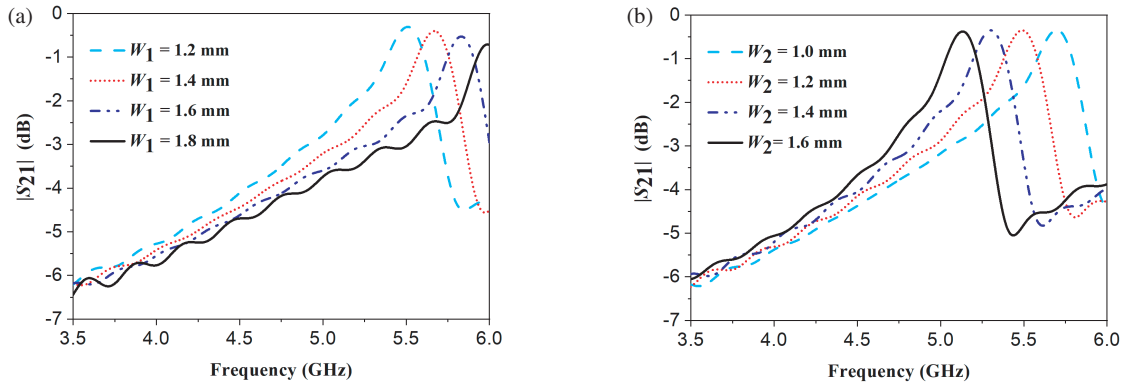 (a)
0
-1
-2
-3
-4
-5
-6
-7
|S21| (dB)
W1 = 1.2 mm
W1 = 1.4 mm
W1 = 1.6 mm
W1 = 1.8 mm
3.5 4.0 4.5 5.0 5.5 6.0
Frequency (GHz)
(b)
0
-1
-2
-3
-4
-5
-6
-7
|S21| (dB)
W2 = 1.0 mm
W2 = 1.2 mm
W2 = 1.4 mm
W2= 1.6 mm
3.5 4.0 4.5 5.0 5.5 6.0
Frequency (GHz)